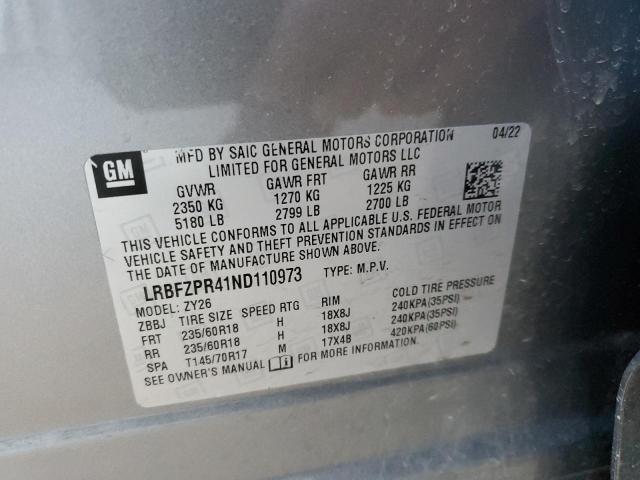 GM
MFD BY SAIC GENERAL MOTORS CORPORATION 04/22
LIMITED FOR GENERAL MOTORS LLC
GVWR GAWR FRT GAWR RR
2350 KG 1270 KG 1225 KG
5180 LB 2799 LB 2700 LB
THIS VEHICLE CONFORMS TO ALL APPLICABLE U.S. FEDERAL MOTOR
VEHICLE SAFETY AND THEFT PREVENTION STANDARDS IN EFFECT ON
THE DATE OF MANUFACTURE SHOWN ABOVE.
LRBFZPR41ND110973 TYPE: M.P.V.
MODEL: ZY26
ZBBJ TIRE SIZE SPEED RTG RIM COLD TIRE PRESSURE
FRT 235/60R18 H 18X8J 240KPA(35PSI)
RR 235/60R18 H 18X8J 240KPA(35PSI)
SPA T145/70R17 M 17X4B 420KPA(60PSI)
SEE OWNER'S MANUAL FOR MORE INFORMATION.